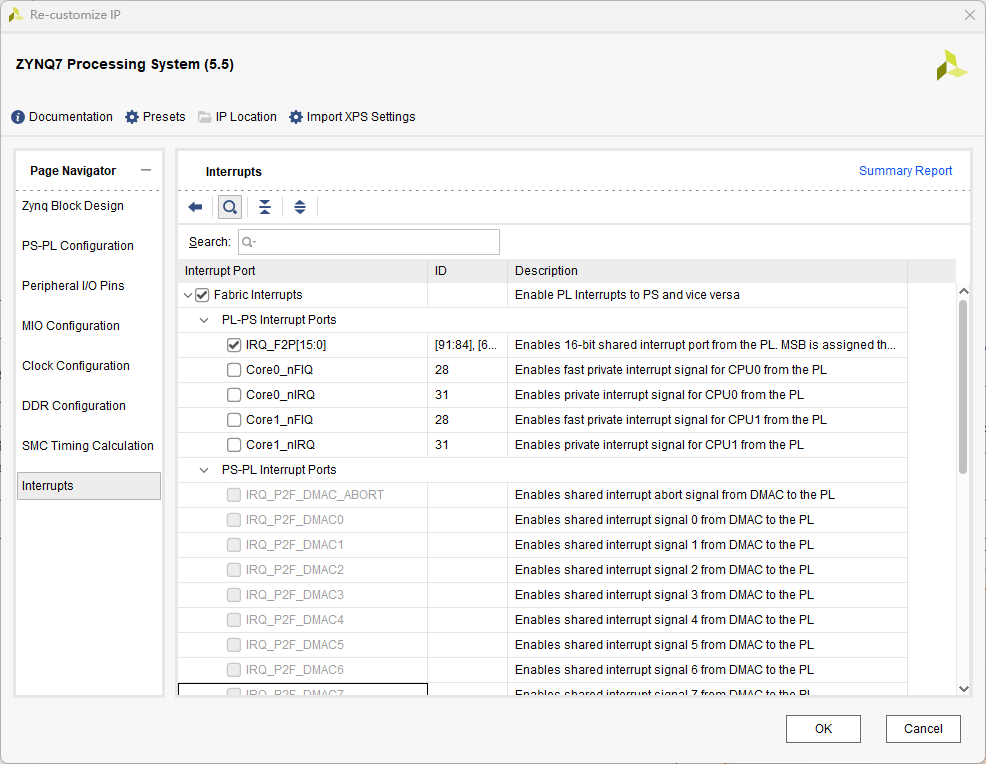 Re-customize IP
ZYNQ7 Processing System (5.5)
Documentation Presets IP Location Import XPS Settings
Page Navigator
Zynq Block Design
PS-PL Configuration
Peripheral I/O Pins
MIO Configuration
Clock Configuration
DDR Configuration
SMC Timing Calculation
Interrupts
Interrupts Summary Report
Search:
Interrupt Port ID Description
Fabric Interrupts Enable PL Interrupts to PS and vice versa
PL-PS Interrupt Ports
IRQ_F2P[15:0] [91:84], [6... Enables 16-bit shared interrupt port from the PL. MSB is assigned th...
Core0_nFIQ 28 Enables fast private interrupt signal for CPU0 from the PL
Core0_nIRQ 31 Enables private interrupt signal for CPU0 from the PL
Core1_nFIQ 28 Enables fast private interrupt signal for CPU1 from the PL
Core1_nIRQ 31 Enables private interrupt signal for CPU1 from the PL
PS-PL Interrupt Ports
IRQ_P2F_DMAC_ABORT Enables shared interrupt abort signal from DMAC to the PL
IRQ_P2F_DMAC0 Enables shared interrupt signal 0 from DMAC to the PL
IRQ_P2F_DMAC1 Enables shared interrupt signal 1 from DMAC to the PL
IRQ_P2F_DMAC2 Enables shared interrupt signal 2 from DMAC to the PL
IRQ_P2F_DMAC3 Enables shared interrupt signal 3 from DMAC to the PL
IRQ_P2F_DMAC4 Enables shared interrupt signal 4 from DMAC to the PL
IRQ_P2F_DMAC5 Enables shared interrupt signal 5 from DMAC to the PL
IRQ_P2F_DMAC6 Enables shared interrupt signal 6 from DMAC to the PL
IRQ_P2F_DMAC7 Enables shared interrupt signal 7 from DMAC to the PL
OK Cancel